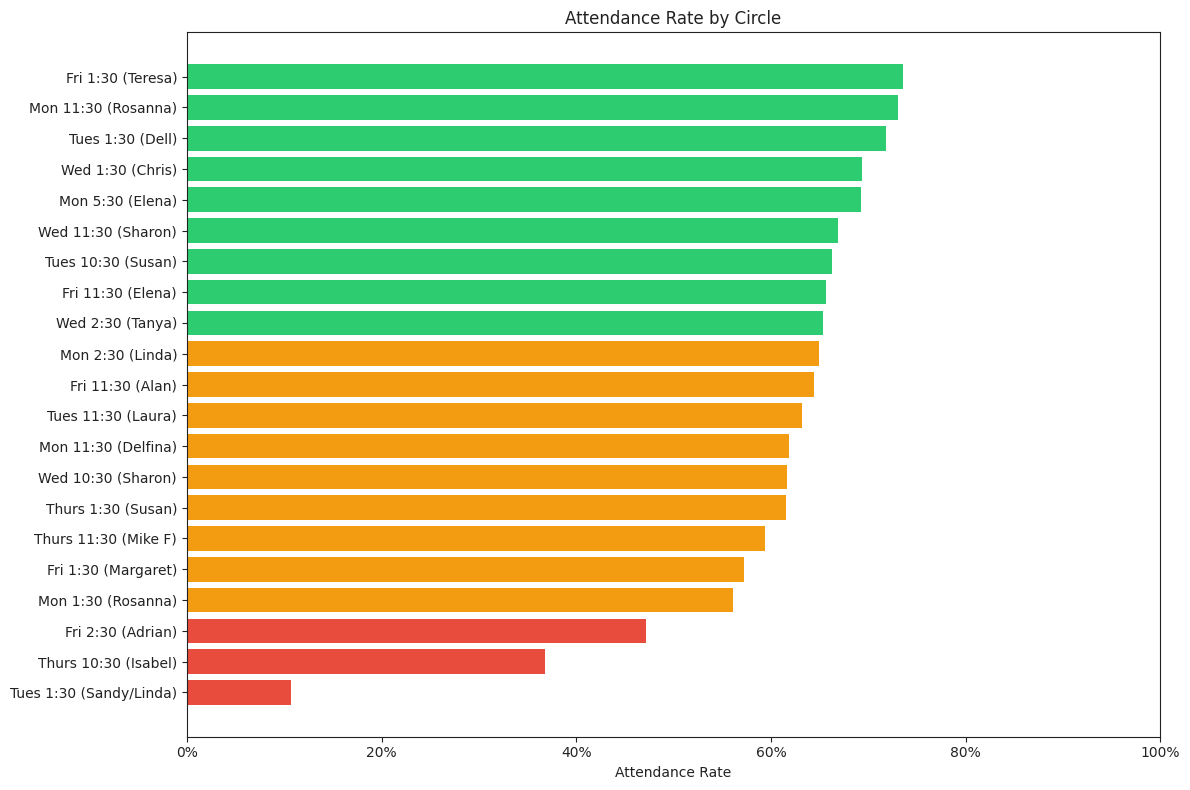 Attendance Rate by Circle
Fri 1:30 (Teresa)
Mon 11:30 (Rosanna)
Tues 1:30 (Dell)
Wed 1:30 (Chris)
Mon 5:30 (Elena)
Wed 11:30 (Sharon)
Tues 10:30 (Susan)
Fri 11:30 (Elena)
Wed 2:30 (Tanya)
Mon 2:30 (Linda)
Fri 11:30 (Alan)
Tues 11:30 (Laura)
Mon 11:30 (Delfina)
Wed 10:30 (Sharon)
Thurs 1:30 (Susan)
Thurs 11:30 (Mike F)
Fri 1:30 (Margaret)
Mon 1:30 (Rosanna)
Fri 2:30 (Adrian)
Thurs 10:30 (Isabel)
Tues 1:30 (Sandy/Linda)
0% 20% 40% 60% 80% 100%
Attendance Rate